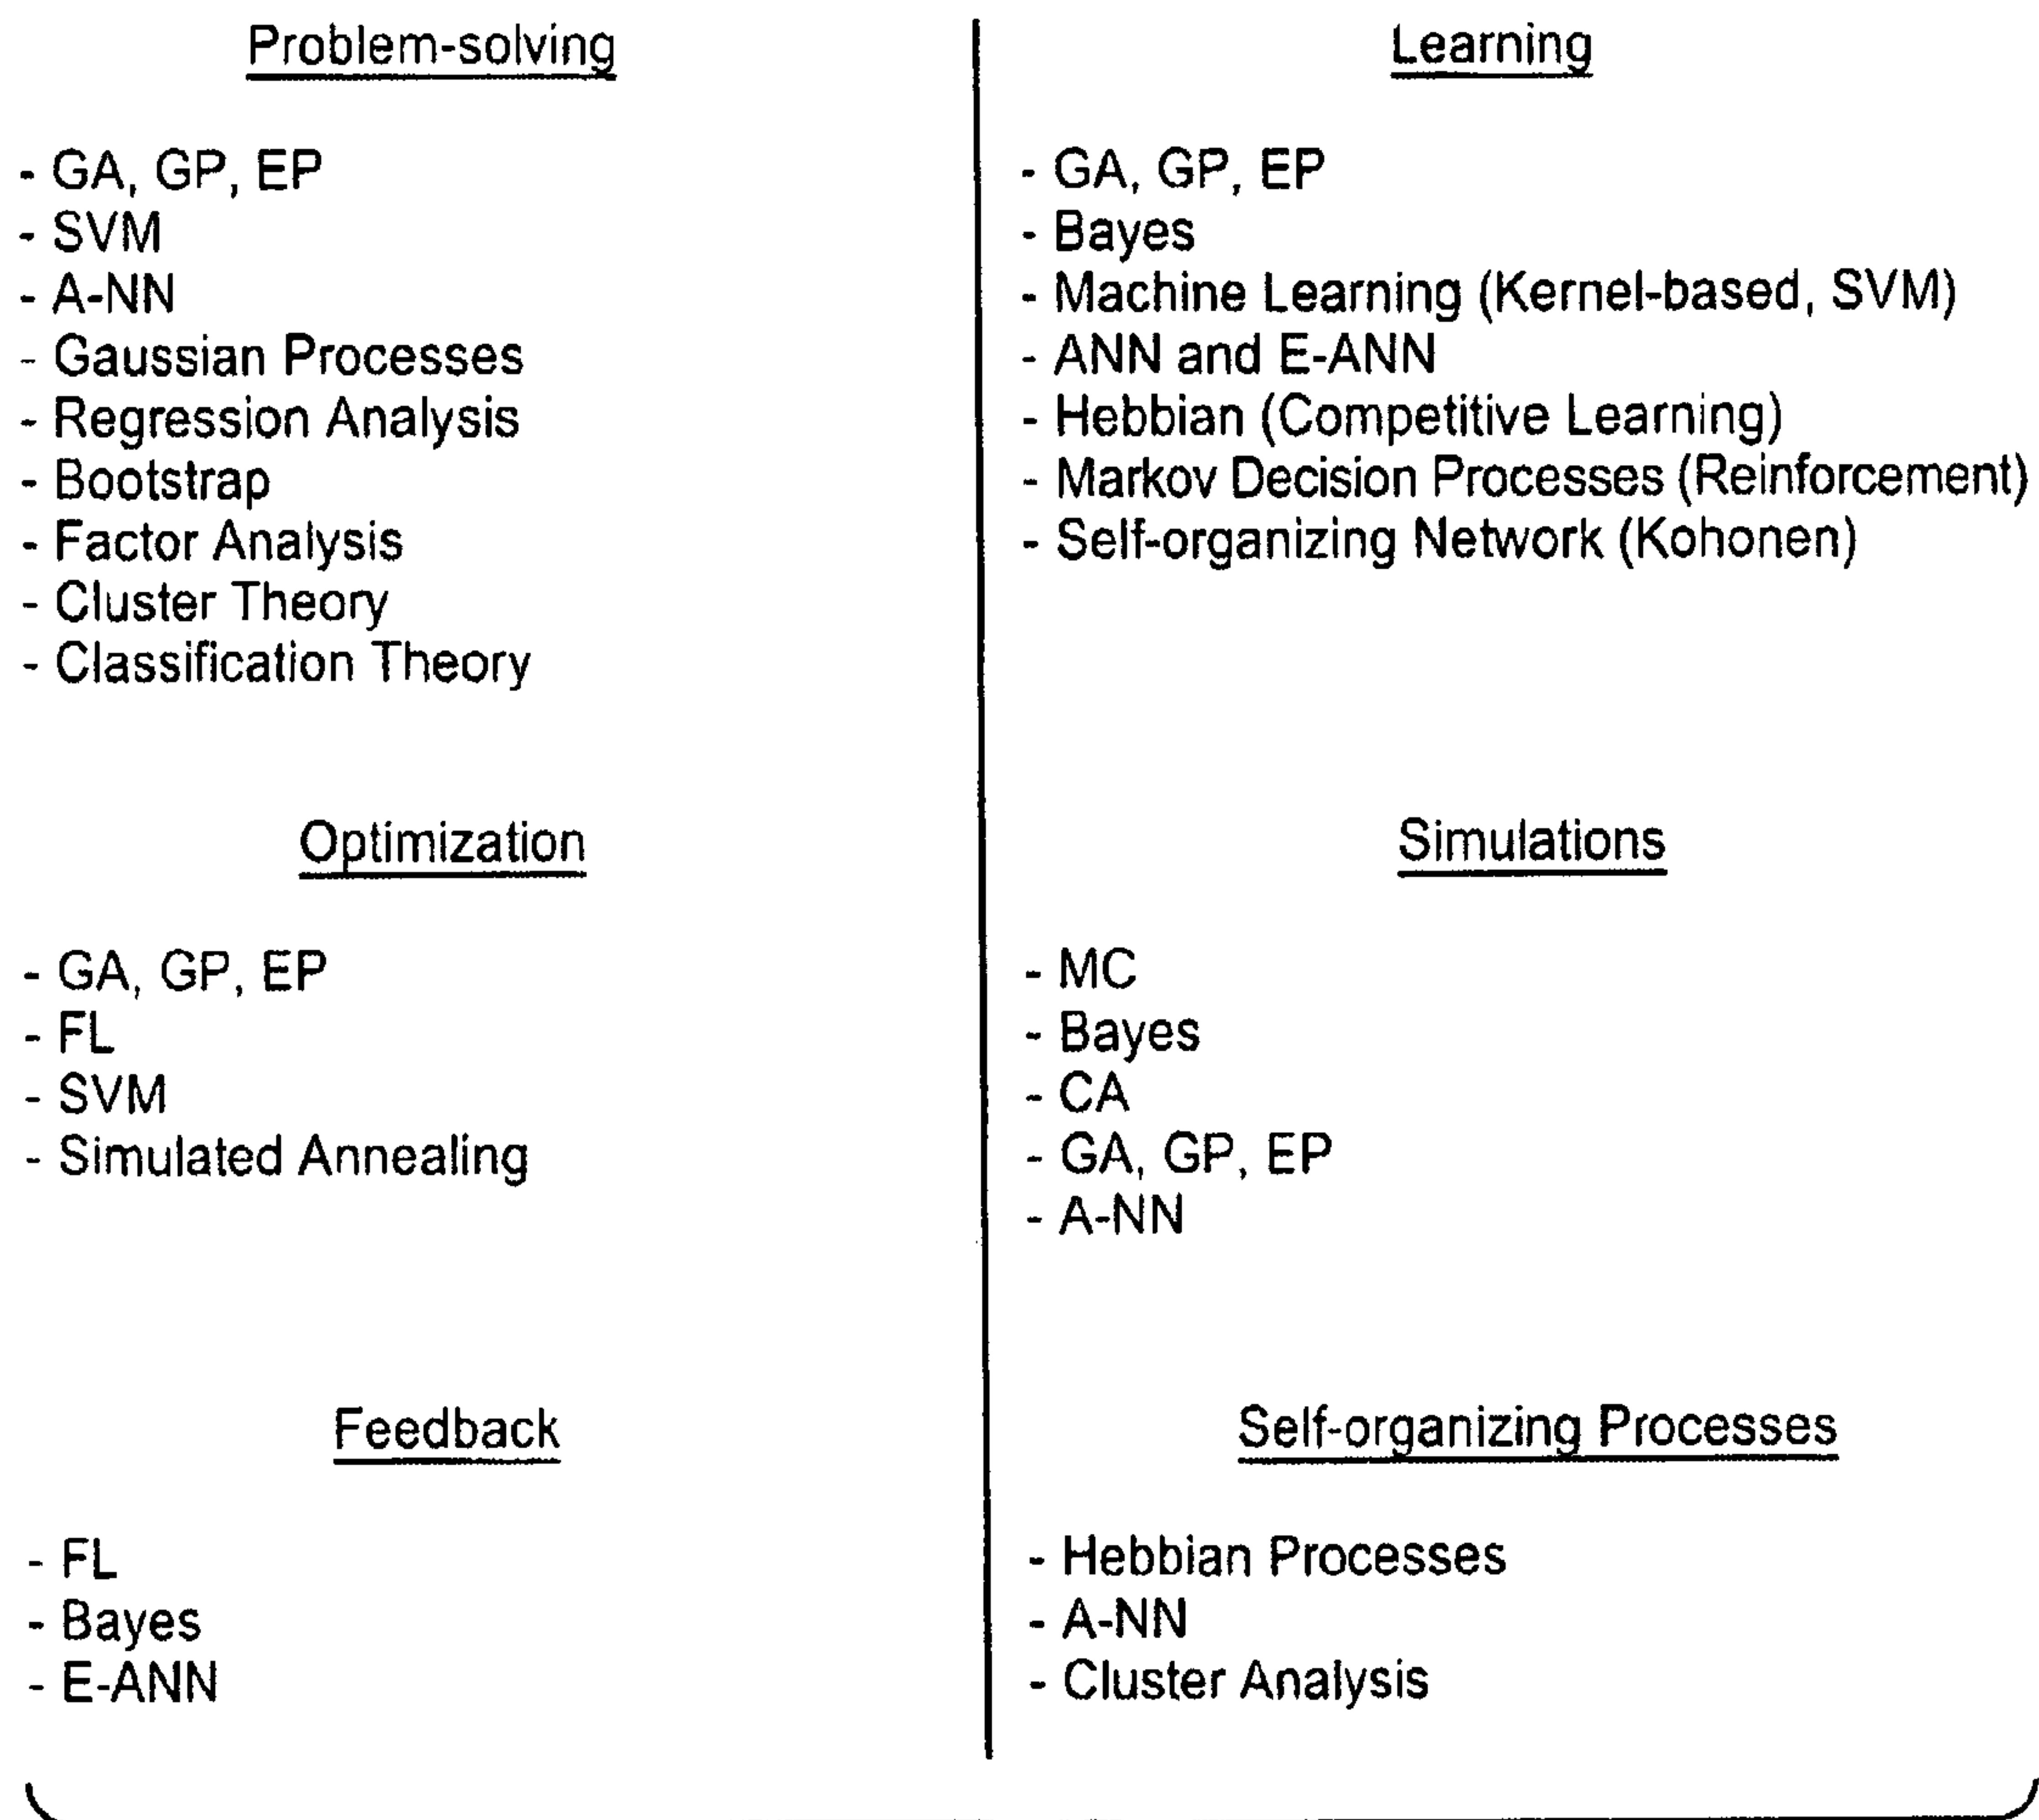 Problem-solving
- GA, GP, EP
- SVM
- A-NN
- Gaussian Processes
- Regression Analysis
- Bootstrap
- Factor Analysis
- Cluster Theory
- Classification Theory
Learning
- GA, GP, EP
- Bayes
- Machine Learning (Kernel-based, SVM)
- ANN and E-ANN
- Hebbian (Competitive Learning)
- Markov Decision Processes (Reinforcement)
- Self-organizing Network (Kohonen)
Optimization
- GA, GP, EP
- FL
- SVM
- Simulated Annealing
Simulations
- MC
- Bayes
- CA
- GA, GP, EP
- A-NN
Feedback
- FL
- Bayes
- E-ANN
Self-organizing Processes
- Hebbian Processes
- A-NN
- Cluster Analysis